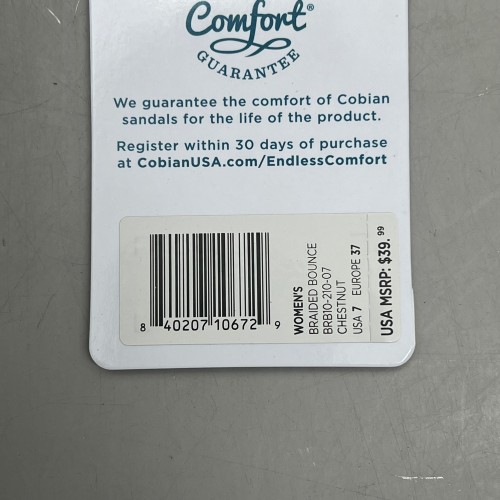 Comfort®
GUARANTEE
We guarantee the comfort of Cobian
sandals for the life of the product.
Register within 30 days of purchase
at CobianUSA.com/EndlessComfort
8 40207 10672 9
WOMEN'S
BRAIDED BOUNCE
BRB10-210-07
CHESTNUT
USA 7 EUROPE 37
USA MSRP: $39.99